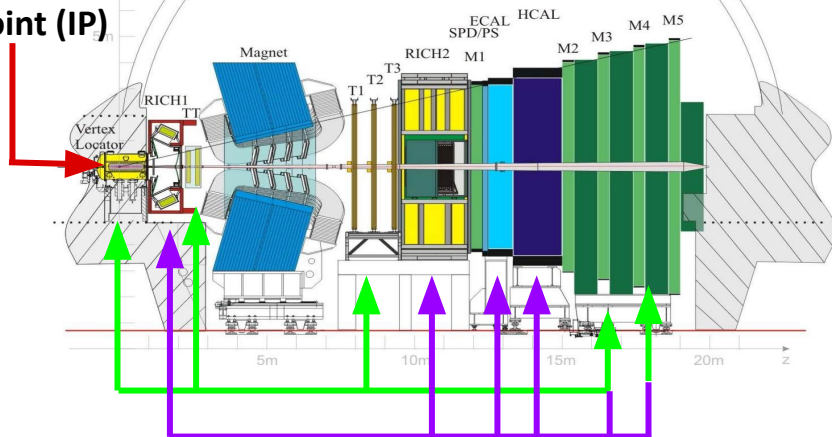 oint (IP)
5m
Vertex
Locator
RICH1
TT
Magnet
T1
T2
T3
RICH2
M1
SPD/PS
ECAL
HCAL
M2
M3
M4
M5
5m
10m
15m
20m
z